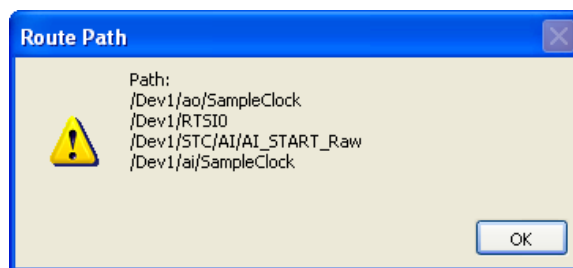 Route Path
Path:
/Dev1/ao/SampleClock
/Dev1/RTSI0
/Dev1/STC/AI/AI_START_Raw
/Dev1/ai/SampleClock
OK